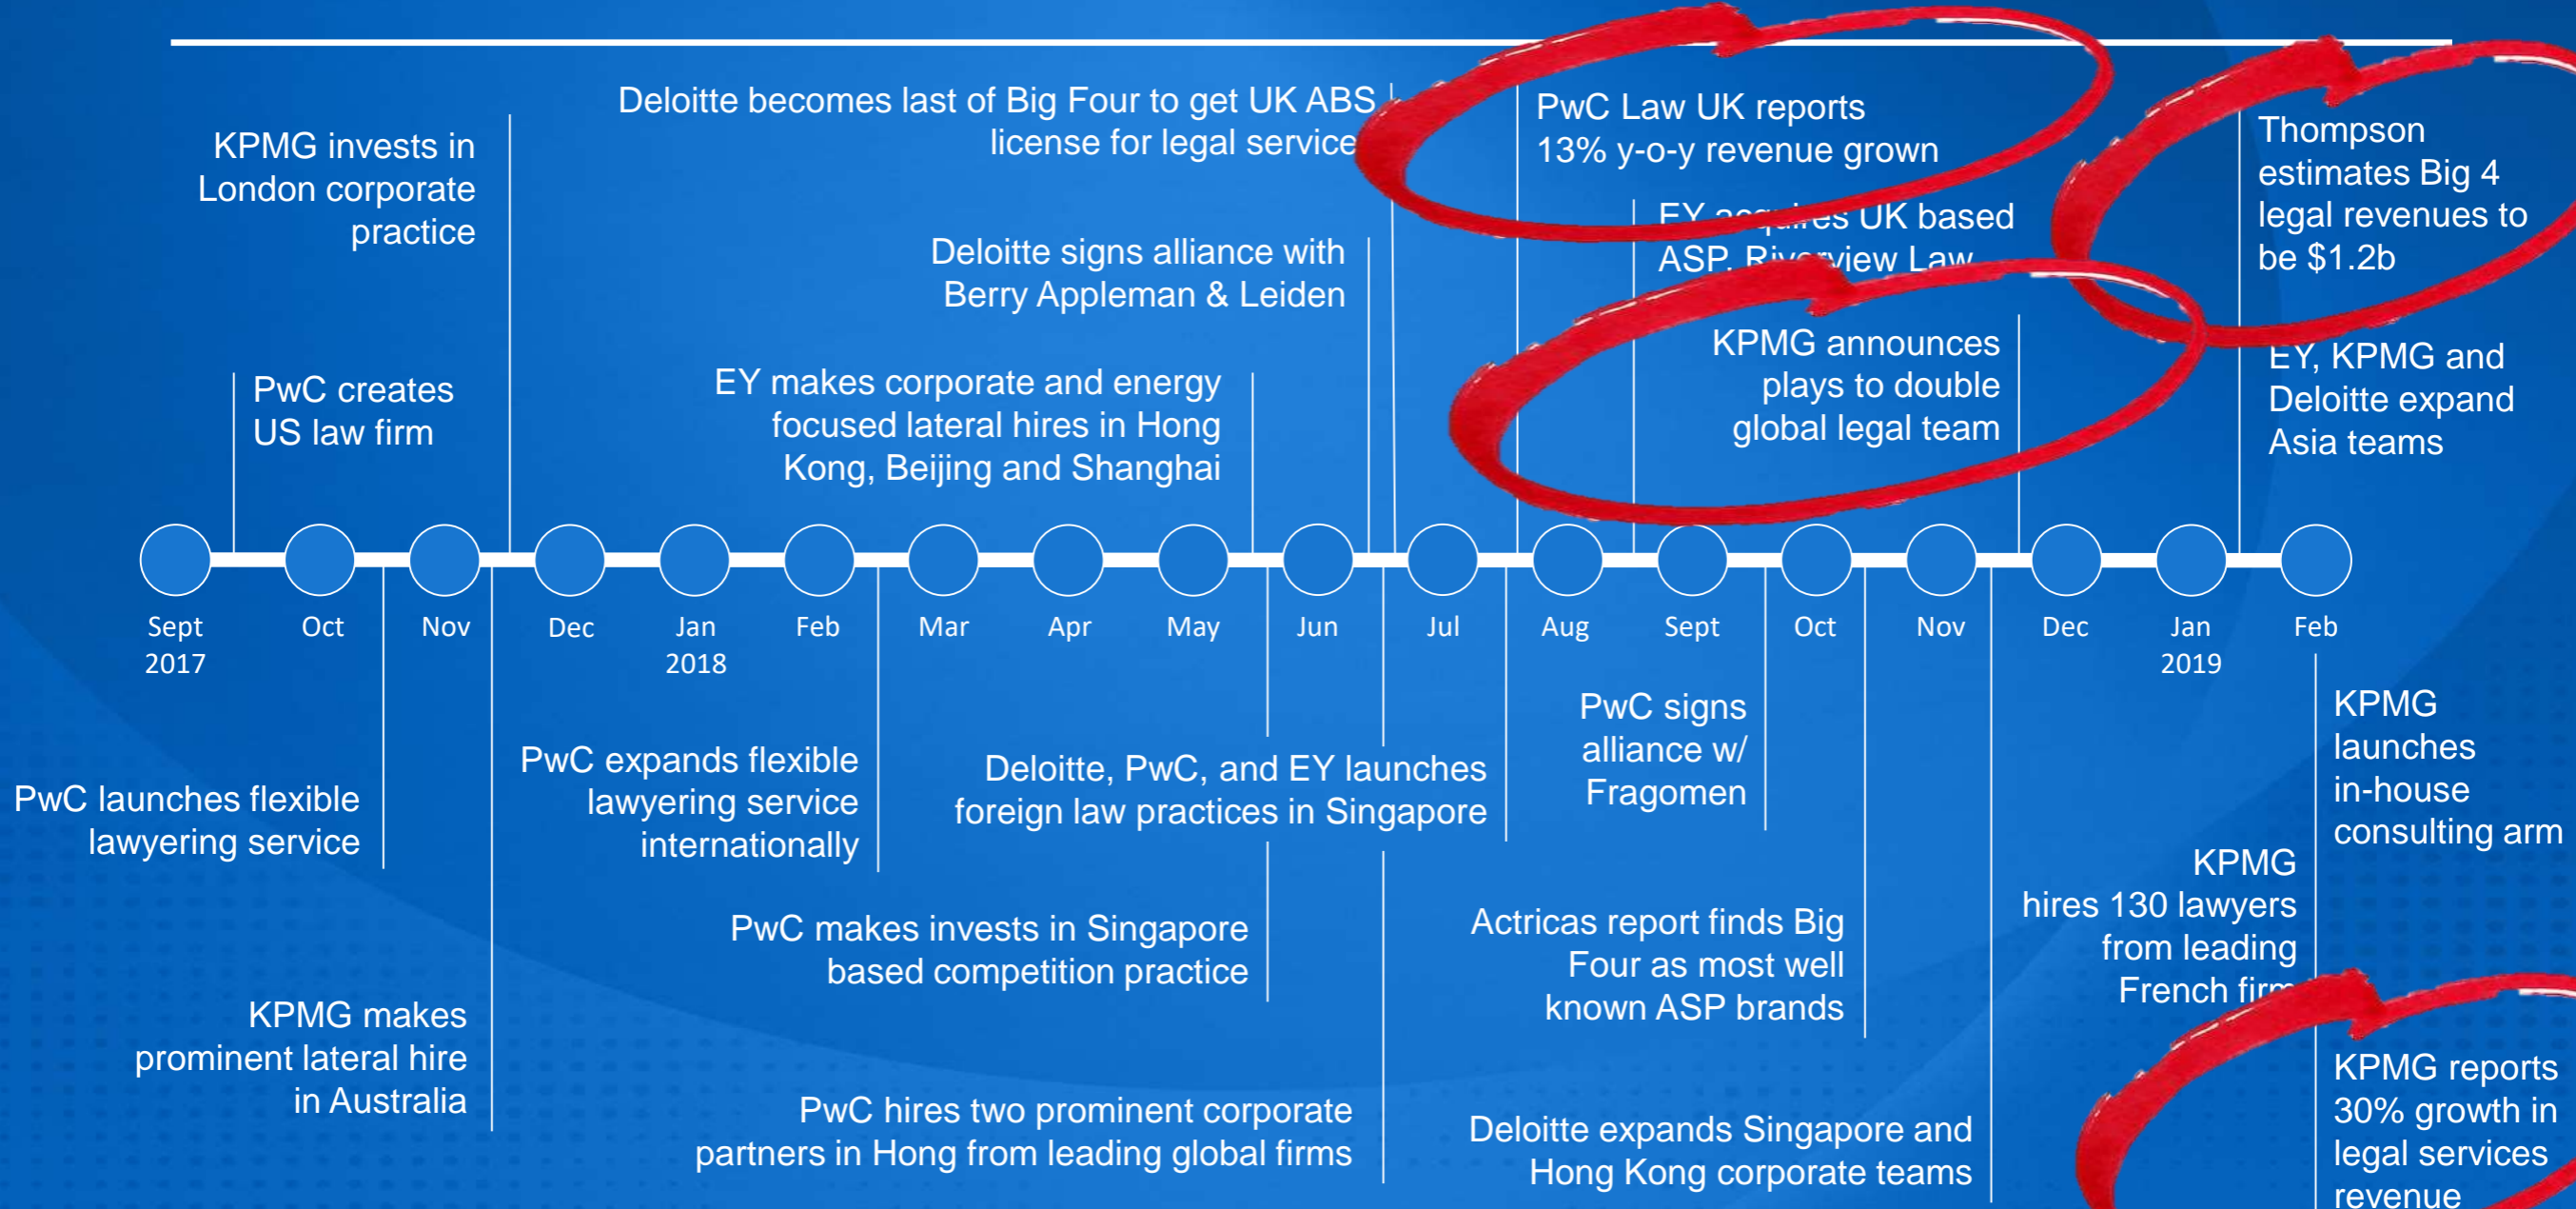 Deloitte becomes last of Big Four to get UK ABS
license for legal service
PwC Law UK reports
13% y-o-y revenue grown
Thompson
estimates Big 4
legal revenues to
be $1.2b
KPMG invests in
London corporate
practice
EY acquires UK based
ASP, Riverview Law
Deloitte signs alliance with
Berry Appleman & Leiden
KPMG announces
plays to double
global legal team
EY, KPMG and
Deloitte expand
Asia teams
PwC creates
US law firm
EY makes corporate and energy
focused lateral hires in Hong
Kong, Beijing and Shanghai
Sept
2017
Oct
Nov
Dec
Jan
2018
Feb
Mar
Apr
May
Jun
Jul
Aug
Sept
Oct
Nov
Dec
Jan
2019
Feb
PwC launches flexible
lawyering service
PwC expands flexible
lawyering service
internationally
Deloitte, PwC, and EY launches
foreign law practices in Singapore
PwC signs
alliance w/
Fragomen
KPMG
launches
in-house
consulting arm
KPMG
hires 130 lawyers
from leading
French firm
PwC makes invests in Singapore
based competition practice
Actricas report finds Big
Four as most well
known ASP brands
KPMG makes
prominent lateral hire
in Australia
PwC hires two prominent corporate
partners in Hong from leading global firms
Deloitte expands Singapore and
Hong Kong corporate teams
KPMG reports
30% growth in
legal services
revenue